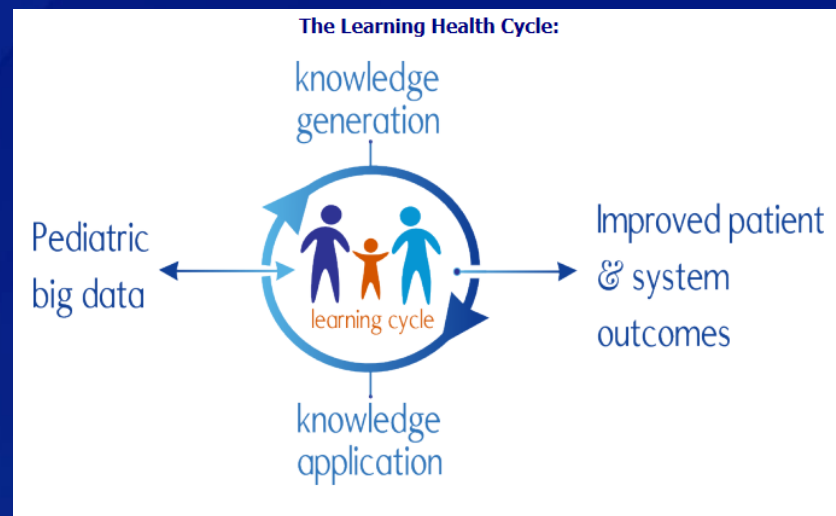 The Learning Health Cycle:
knowledge
generation
Pediatric
big data
learning cycle
Improved patient
& system
outcomes
knowledge
application